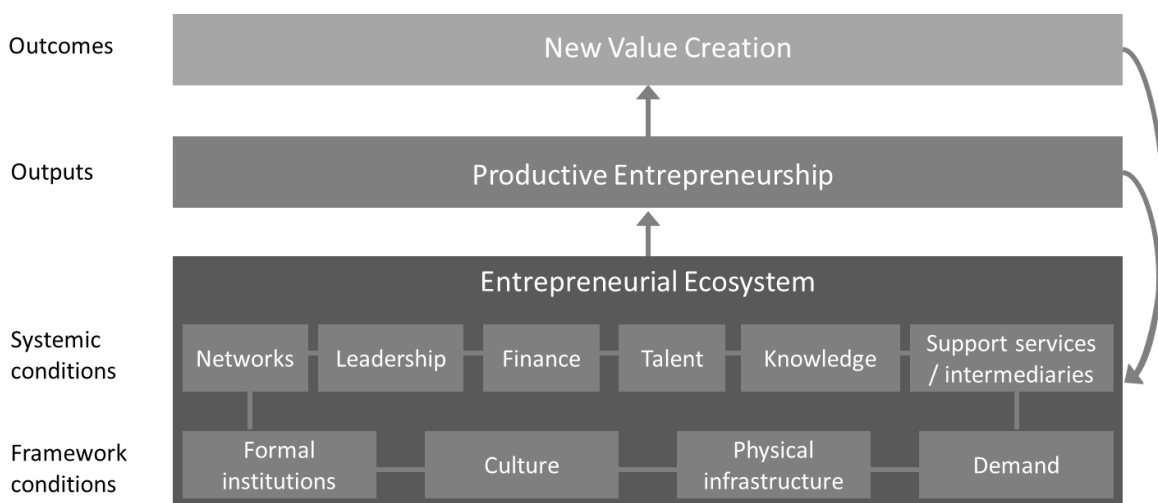 Outcomes
New Value Creation
Outputs
Productive Entrepreneurship
Entrepreneurial Ecosystem
Systemic
conditions
Networks
Leadership
Finance
Talent
Knowledge
Support services
/ intermediaries
Framework
conditions
Formal
institutions
Culture
Physical
infrastructure
Demand